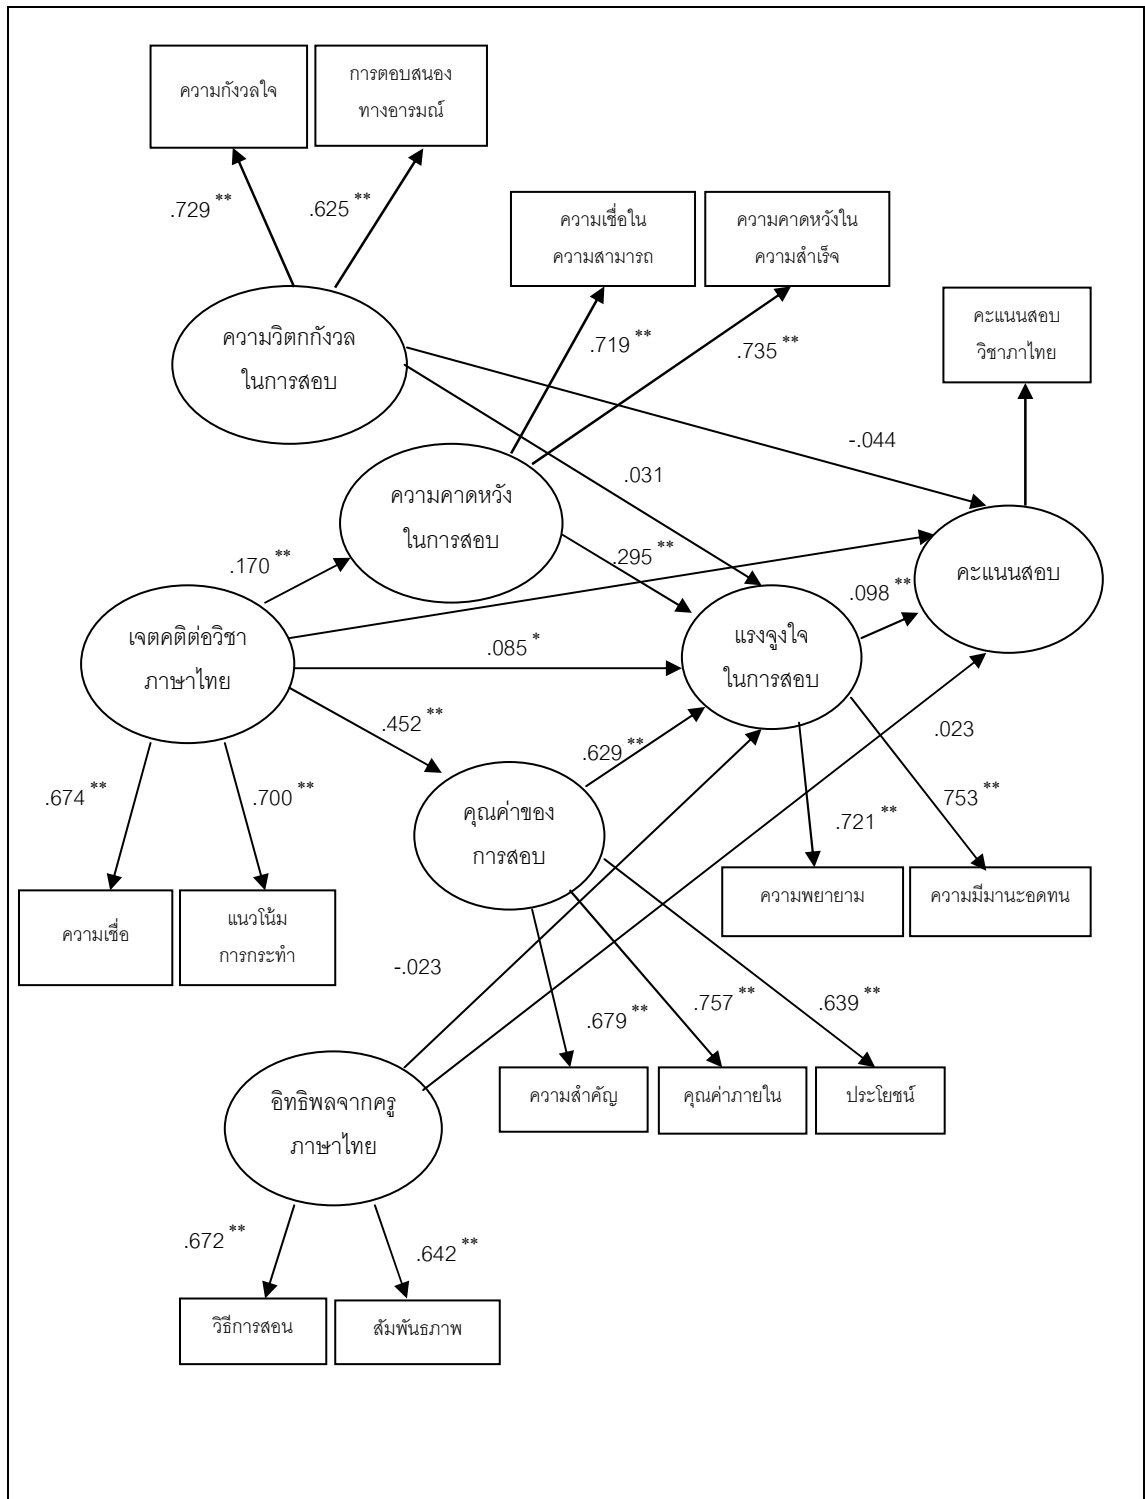 ความกังวลใจ
การตอบสนอง
ทางอารมณ์
.729 **
.625 **
ความเชื่อใน
ความสามารถ
ความคาดหวังใน
ความสำเร็จ
คะแนนสอบ
วิชาภาไทย
ความวิตกกังวล
ในการสอบ
.719 **
.735 **
-.044
.031
ความคาดหวัง
ในการสอบ
.170 **
.295 **
คะแนนสอบ
.098 **
เจตคติต่อวิชา
ภาษาไทย
.085 *
แรงจูงใจ
ในการสอบ
.452 **
.629 **
.023
.674 **
.700 **
คุณค่าของ
การสอบ
.721 **
753 **
ความเชื่อ
แนวโน้ม
การกระทำ
ความพยายาม
ความมีมานะอดทน
-.023
.679 **
.757 **
.639 **
อิทธิพลจากครู
ภาษาไทย
ความสำคัญ
คุณค่าภายใน
ประโยชน์
.672 **
.642 **
วิธีการสอน
สัมพันธภาพ